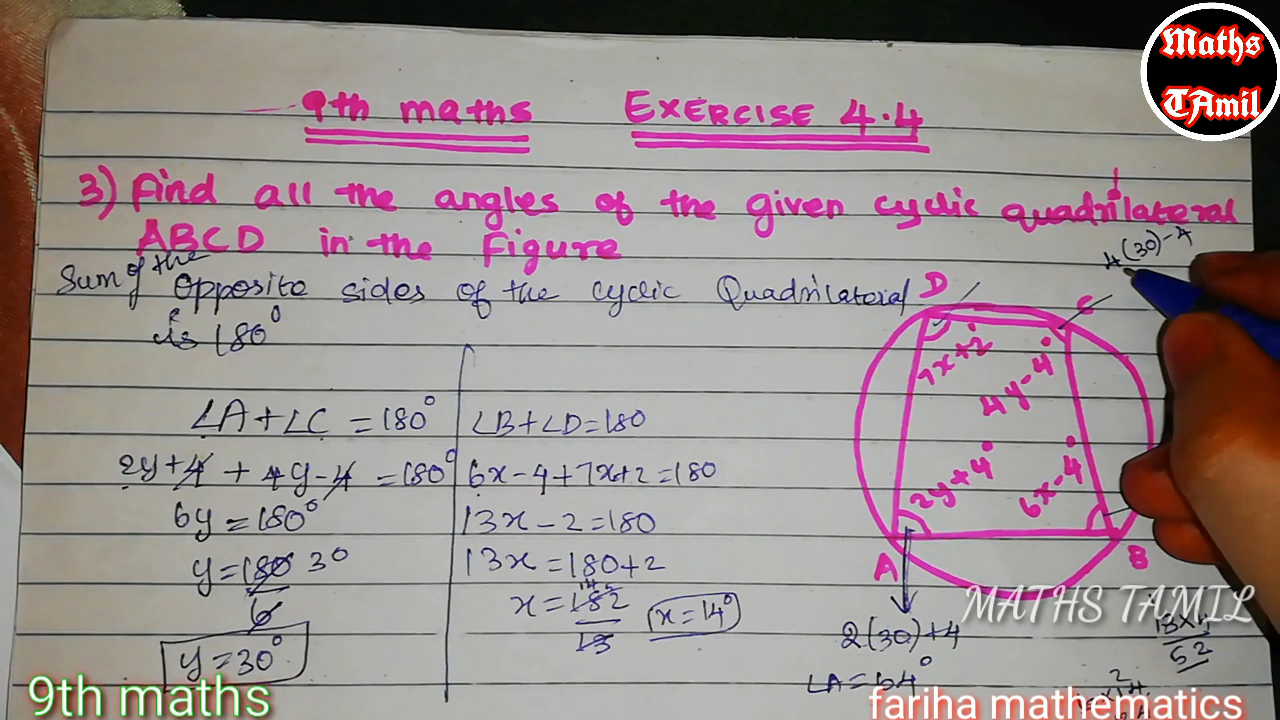 Maths
TAmil
9th maths EXERCISE 4.4
3) Find all the angles of the given cyclic quadrilateral
ABCD in the Figure
Sum of the opposite sides of the cyclic Quadrilateral
is 180°
∠A+∠C = 180°
2y+4 + 4y-4 = 180°
6y = 180°
y = 180 30
6
y = 30°
∠B+∠D=180
6x-4+7x+2=180
13x-2=180
13x = 180+2
x = 182
13
x = 14°
4(30)-4
D
C
7x+2°
4y-4°
2y+4°
6x-4°
A
B
2(30)+4
∠A = 64°
MATHS TAMIL
13x4
52
9th maths
fariha mathematics